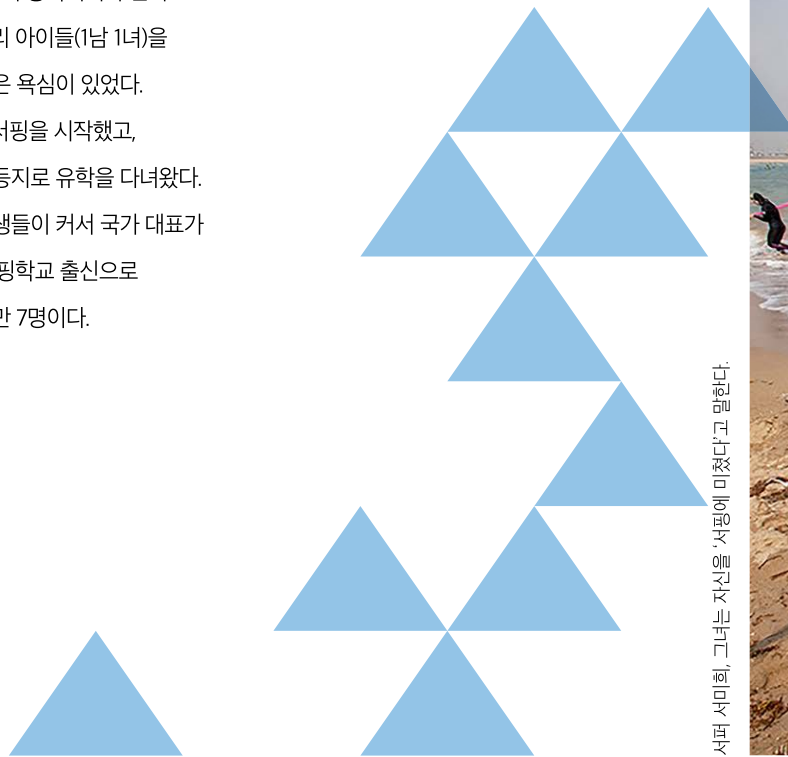 리 아이들(1남 1녀)을
은 욕심이 있었다.
서핑을 시작했고,
등지로 유학을 다녀왔다.
생들이 커서 국가 대표가
핑학교 출신으로
만 7명이다.
서퍼 서미희, 그녀는 자신을 ‘서핑에 미쳤다’고 말한다.